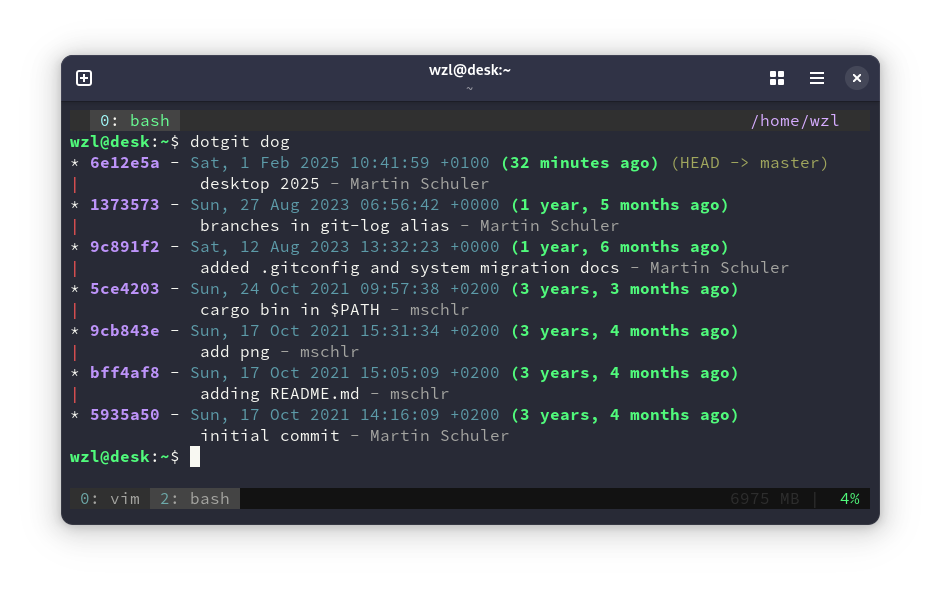 wzl@desk:~
~
0: bash /home/wzl
wzl@desk:~$ dotgit dog
* 6e12e5a - Sat, 1 Feb 2025 10:41:59 +0100 (32 minutes ago) (HEAD -> master)
| desktop 2025 - Martin Schuler
* 1373573 - Sun, 27 Aug 2023 06:56:42 +0000 (1 year, 5 months ago)
| branches in git-log alias - Martin Schuler
* 9c891f2 - Sat, 12 Aug 2023 13:32:23 +0000 (1 year, 6 months ago)
| added .gitconfig and system migration docs - Martin Schuler
* 5ce4203 - Sun, 24 Oct 2021 09:57:38 +0200 (3 years, 3 months ago)
| cargo bin in $PATH - mschlr
* 9cb843e - Sun, 17 Oct 2021 15:31:34 +0200 (3 years, 4 months ago)
| add png - mschlr
* bff4af8 - Sun, 17 Oct 2021 15:05:09 +0200 (3 years, 4 months ago)
| adding README.md - mschlr
* 5935a50 - Sun, 17 Oct 2021 14:16:09 +0200 (3 years, 4 months ago)
initial commit - Martin Schuler
wzl@desk:~$
0: vim 2: bash 6975 MB | 4%